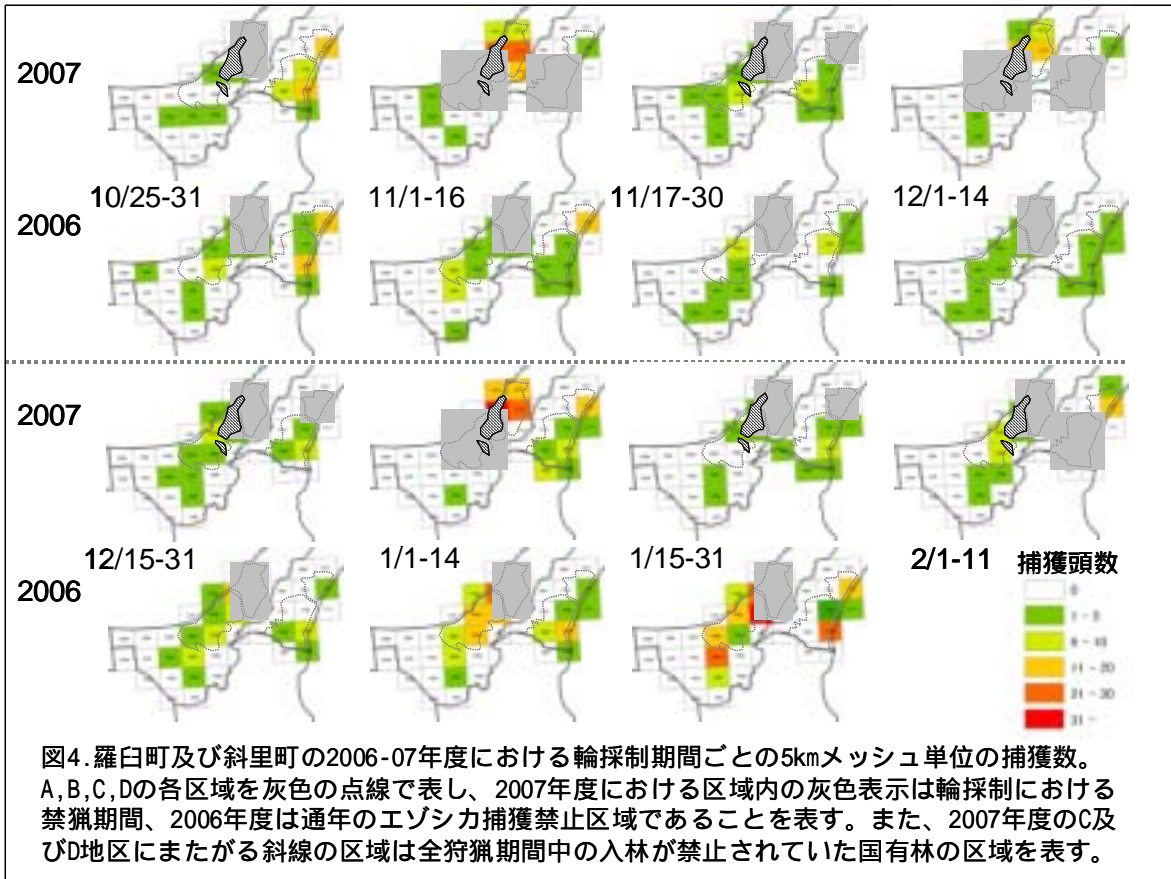 2007
10/25-31
11/1-16
11/17-30
12/1-14
2006
2007
12/15-31
1/1-14
1/15-31
2/1-11
捕獲頭数
2006
0
1 - 5
6 - 10
11 - 20
21 - 30
31 -
図4.羅臼町及び斜里町の2006-07年度における輪採制期間ごとの5kmメッシュ単位の捕獲数。
A,B,C,Dの各区域を灰色の点線で表し、2007年度における区域内の灰色表示は輪採制における
禁猟期間、2006年度は通年のエゾシカ捕獲禁止区域であることを表す。また、2007年度のC及
びD地区にまたがる斜線の区域は全狩猟期間中の入林が禁止されていた国有林の区域を表す。